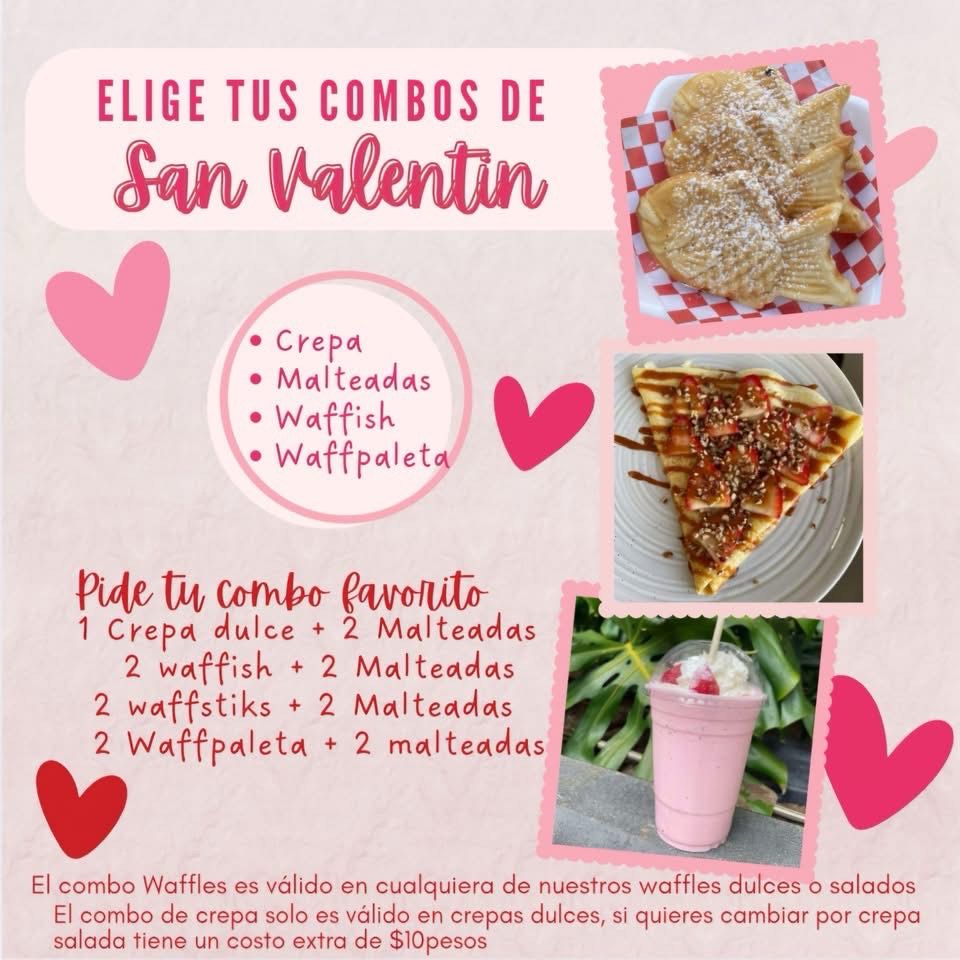 ELIGE TUS COMBOS DE
San Valentin
• Crepa
• Malteadas
• Waffish
• Waffpaleta
Pide tu combo favorito
1 Crepa dulce + 2 Malteadas
2 waffish + 2 Malteadas
2 waffstiks + 2 Malteadas
2 Waffpaleta + 2 malteadas
El combo Waffles es válido en cualquiera de nuestros waffles dulces o salados
El combo de crepa solo es válido en crepas dulces, si quieres cambiar por crepa
salada tiene un costo extra de $10pesos